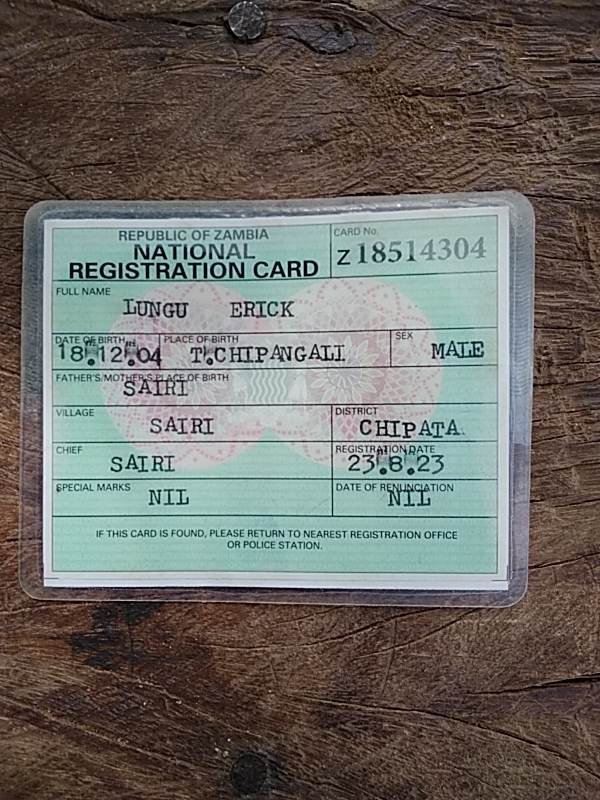 REPUBLIC OF ZAMBIA
NATIONAL
REGISTRATION CARD
CARD No.
Z 18514304
FULL NAME
LUNGU ERICK
DATE OF BIRTH
18.12.04
PLACE OF BIRTH
T.CHIPANGALI
SEX
MALE
FATHER'S/MOTHER'S PLACE OF BIRTH
SAIRI
VILLAGE
SAIRI
DISTRICT
CHIPATA
CHIEF
SAIRI
REGISTRATION DATE
23.8.23
SPECIAL MARKS
NIL
DATE OF RENUNCIATION
NIL
IF THIS CARD IS FOUND, PLEASE RETURN TO NEAREST REGISTRATION OFFICE
OR POLICE STATION.